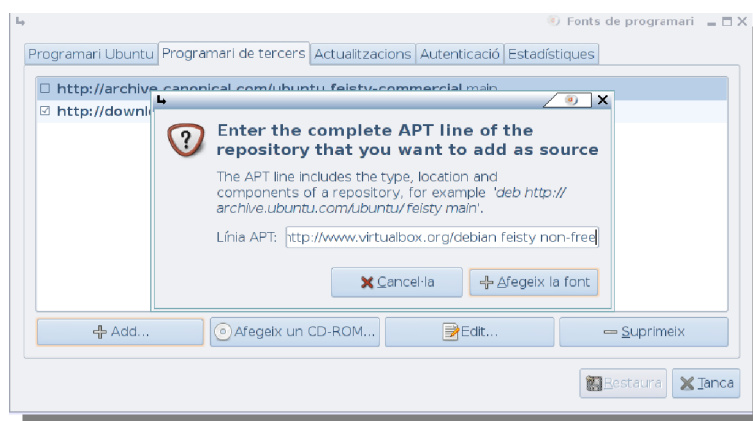 Fonts de programari
Programari Ubuntu Programari de tercers Actualitzacions Autenticació Estadístiques
http://archive.canonical.com/ubuntu feisty-commercial main
http://downl
Enter the complete APT line of the
repository that you want to add as source
The APT line includes the type, location and
components of a repository, for example 'deb http://
archive.ubuntu.com/ubuntu/ feisty main'.
Línia APT: http://www.virtualbox.org/debian feisty non-free
Cancel·la Afegeix la font
Add... Afegeix un CD-ROM... Edit... Suprimeix
Restaura Tanca